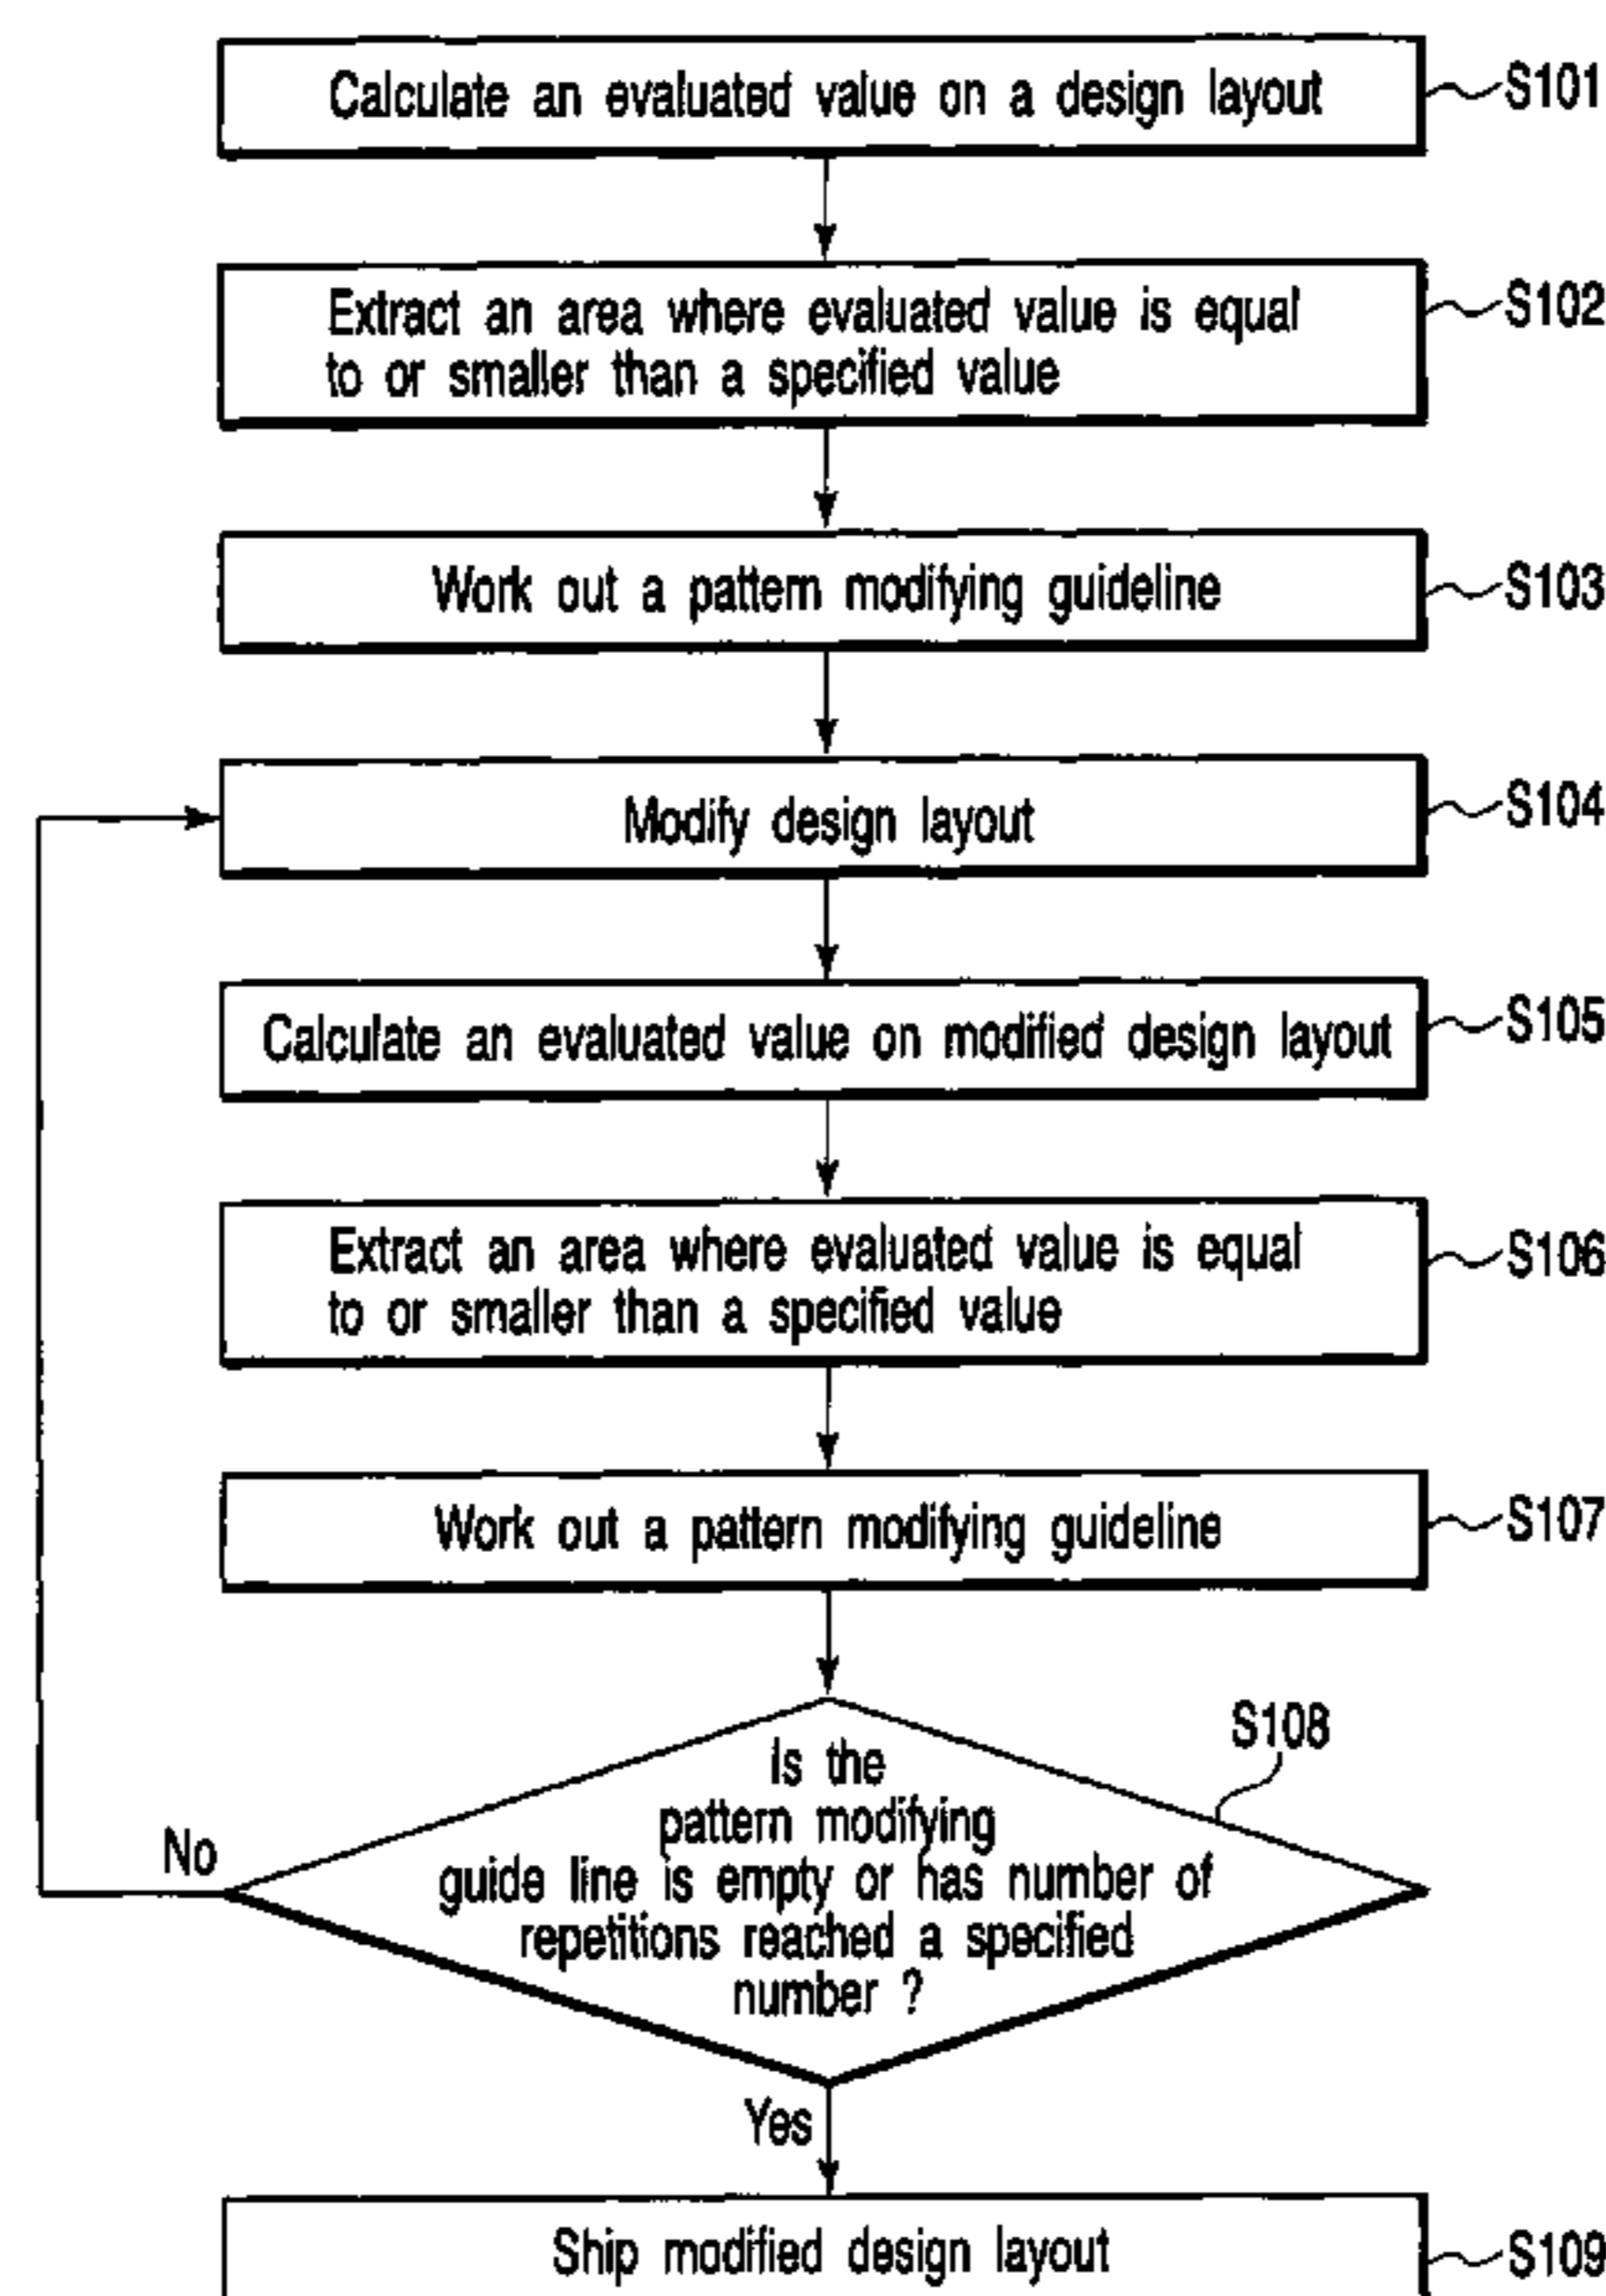 Calculate an evaluated value on a design layout
S101
Extract an area where evaluated value is equal
to or smaller than a specified value
S102
Work out a pattern modifying guideline
S103
Modify design layout
S104
Calculate an evaluated value on modified design layout
S105
Extract an area where evaluated value is equal
to or smaller than a specified value
S106
Work out a pattern modifying guideline
S107
S108
Is the
pattern modifying
guide line is empty or has number of
repetitions reached a specified
number ?
No
Yes
Ship modified design layout
S109